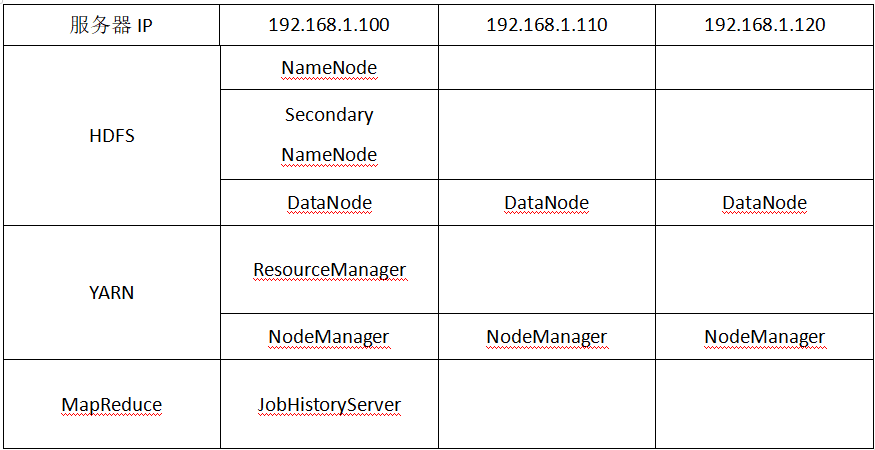 服务器 IP 192.168.1.100 192.168.1.110 192.168.1.120
NameNode
Secondary
HDFS
NameNode
DataNode DataNode DataNode
ResourceManager
YARN
NodeManager NodeManager NodeManager
MapReduce JobHistoryServer